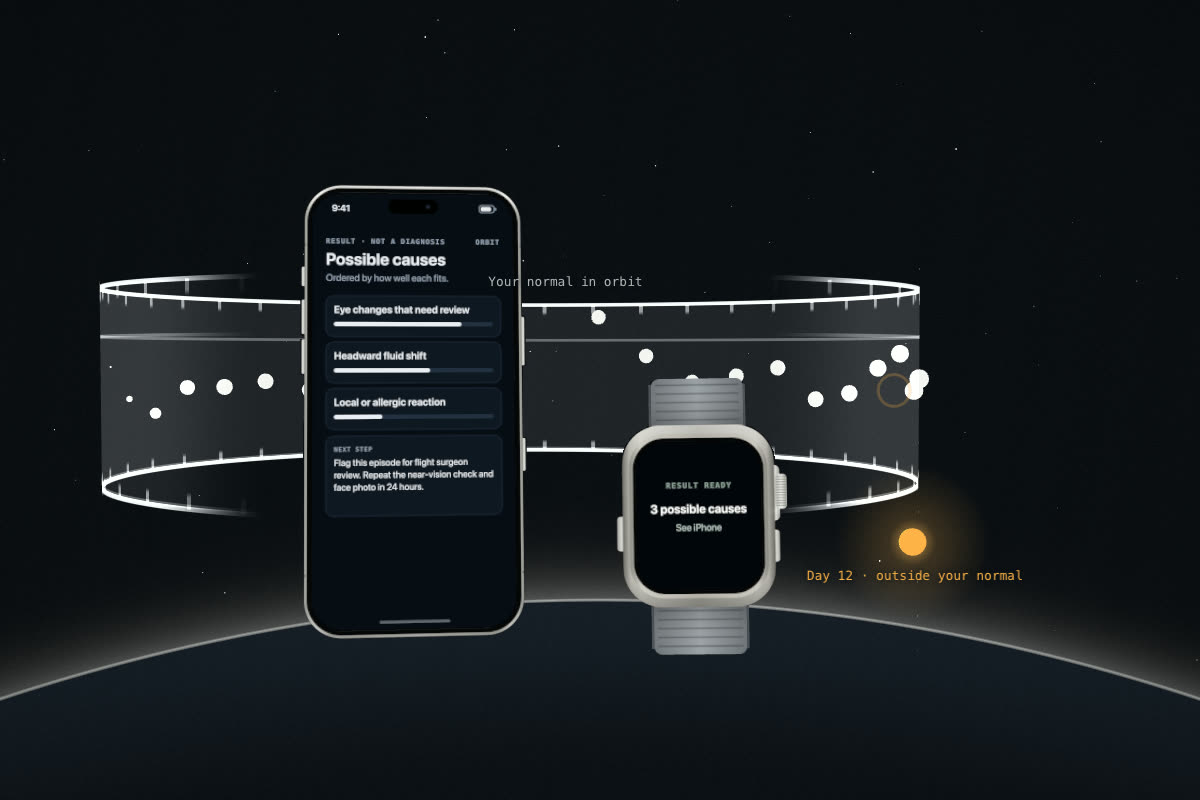 9:41
RESULT · NOT A DIAGNOSIS
ORBIT
Possible causes
Ordered by how well each fits.
Eye changes that need review
Headward fluid shift
Local or allergic reaction
NEXT STEP
Flag this episode for flight surgeon
review. Repeat the near-vision check and
face photo in 24 hours.
Your normal in orbit
RESULT READY
3 possible causes
See iPhone
Day 12 · outside your normal